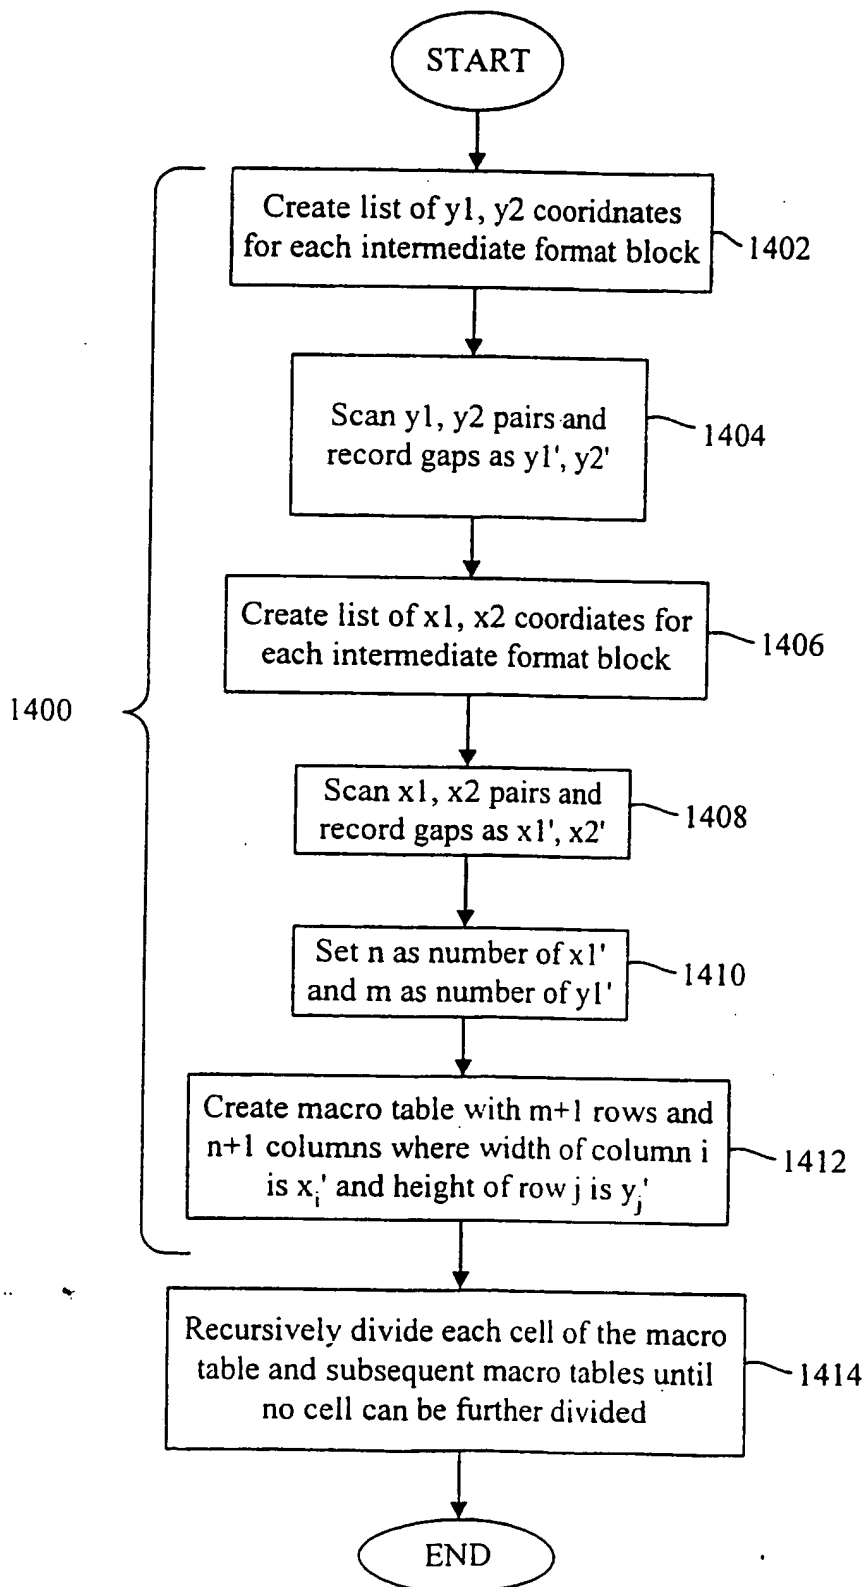 START
Create list of y1, y2 cooridnates
for each intermediate format block
1402
Scan y1, y2 pairs and
record gaps as y1', y2'
1404
Create list of x1, x2 coordiates for
each intermediate format block
1406
1400
Scan x1, x2 pairs and
record gaps as x1', x2'
1408
Set n as number of x1'
and m as number of y1'
1410
Create macro table with m+1 rows and
n+1 columns where width of column i
is xi' and height of row j is yj'
1412
Recursively divide each cell of the macro
table and subsequent macro tables until
no cell can be further divided
1414
END